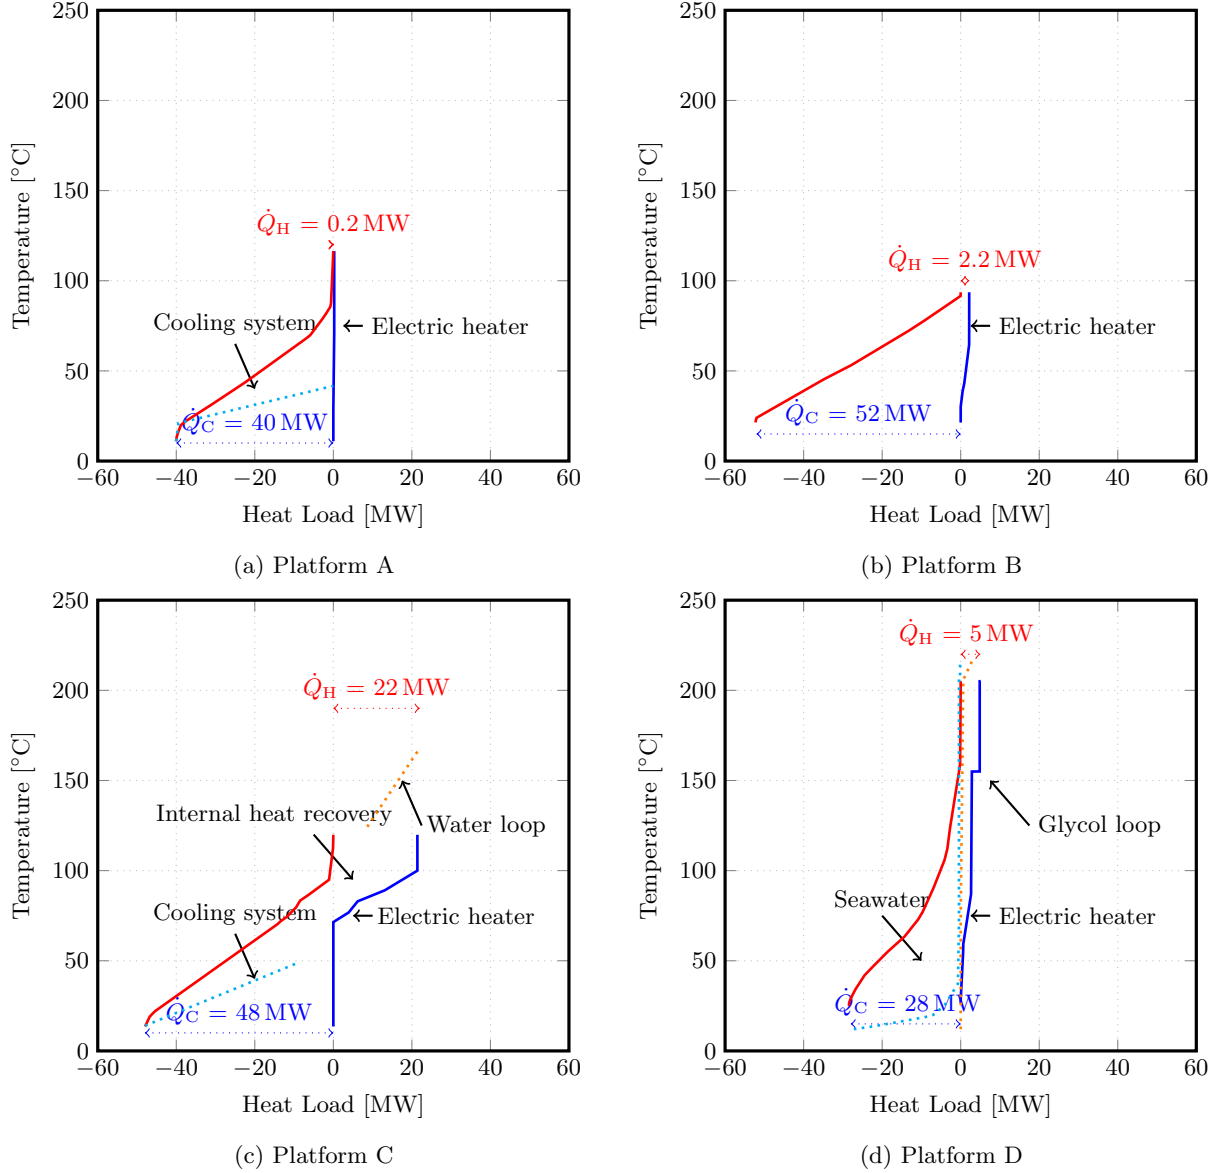 250
200
150
100
50
0
−60
−40
−20
0
20
40
60
Temperature [°C]
Heat Load [MW]
Q̇H = 0.2 MW
Cooling system
Electric heater
Q̇C = 40 MW
(a) Platform A
250
200
150
100
50
0
−60
−40
−20
0
20
40
60
Temperature [°C]
Heat Load [MW]
Q̇H = 2.2 MW
Electric heater
Q̇C = 52 MW
(b) Platform B
250
200
150
100
50
0
−60
−40
−20
0
20
40
60
Temperature [°C]
Heat Load [MW]
Q̇H = 22 MW
Internal heat recovery
Water loop
Cooling system
Electric heater
Q̇C = 48 MW
(c) Platform C
250
200
150
100
50
0
−60
−40
−20
0
20
40
60
Temperature [°C]
Heat Load [MW]
Q̇H = 5 MW
Glycol loop
Seawater
Electric heater
Q̇C = 28 MW
(d) Platform D